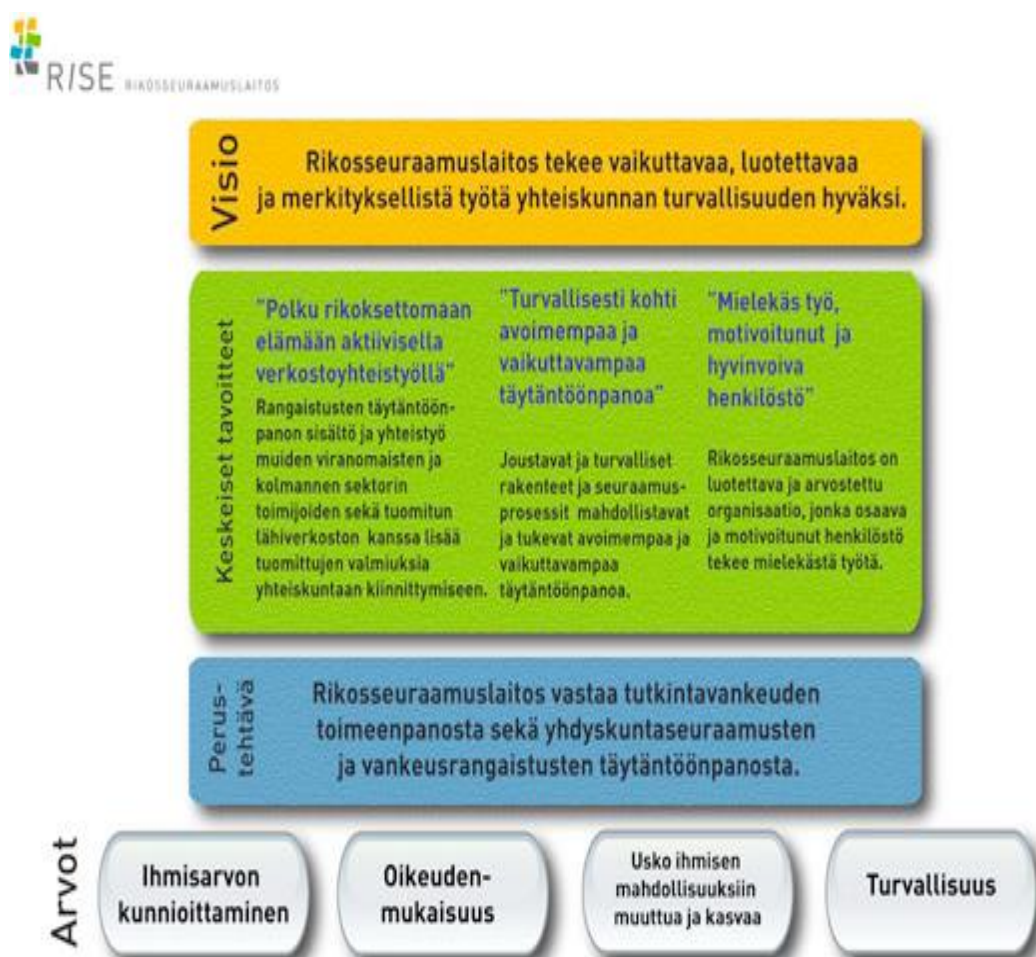 RISE RIKOSSEURAAMUSLAITOS
Visio
Rikosseuraamuslaitos tekee vaikuttavaa, luotettavaa
ja merkityksellistä työtä yhteiskunnan turvallisuuden hyväksi.
Keskeiset tavoitteet
"Polku rikoksettomaan
elämään aktiivisella
verkostoyhteistyöllä"
Rangaistusten täytäntöön-
panon sisältö ja yhteistyö
muiden viranomaisten ja
kolmannen sektorin
toimijoiden sekä tuomitun
lähiverkoston kanssa lisää
tuomittujen valmiuksia
yhteiskuntaan kiinnittymiseen.
"Turvallisesti kohti
avoimempaa ja
vaikuttavampaa
täytäntöönpanoa"
Joustavat ja turvalliset
rakenteet ja seuraamus-
prosessit mahdollistavat
ja tukevat avoimempaa ja
vaikuttavampaa
täytäntöönpanoa.
"Mielekäs työ,
motivoitunut ja
hyvinvoiva
henkilöstö"
Rikosseuraamuslaitos on
luotettava ja arvostettu
organisaatio, jonka osaava
ja motivoitunut henkilöstö
tekee mielekästä työtä.
Perus-
tehtävä
Rikosseuraamuslaitos vastaa tutkintavankeuden
toimeenpanosta sekä yhdyskuntaseuraamusten
ja vankeusrangaistusten täytäntöönpanosta.
Arvot
Ihmisarvon
kunnioittaminen
Oikeuden-
mukaisuus
Usko ihmisen
mahdollisuuksiin
muuttua ja kasvaa
Turvallisuus